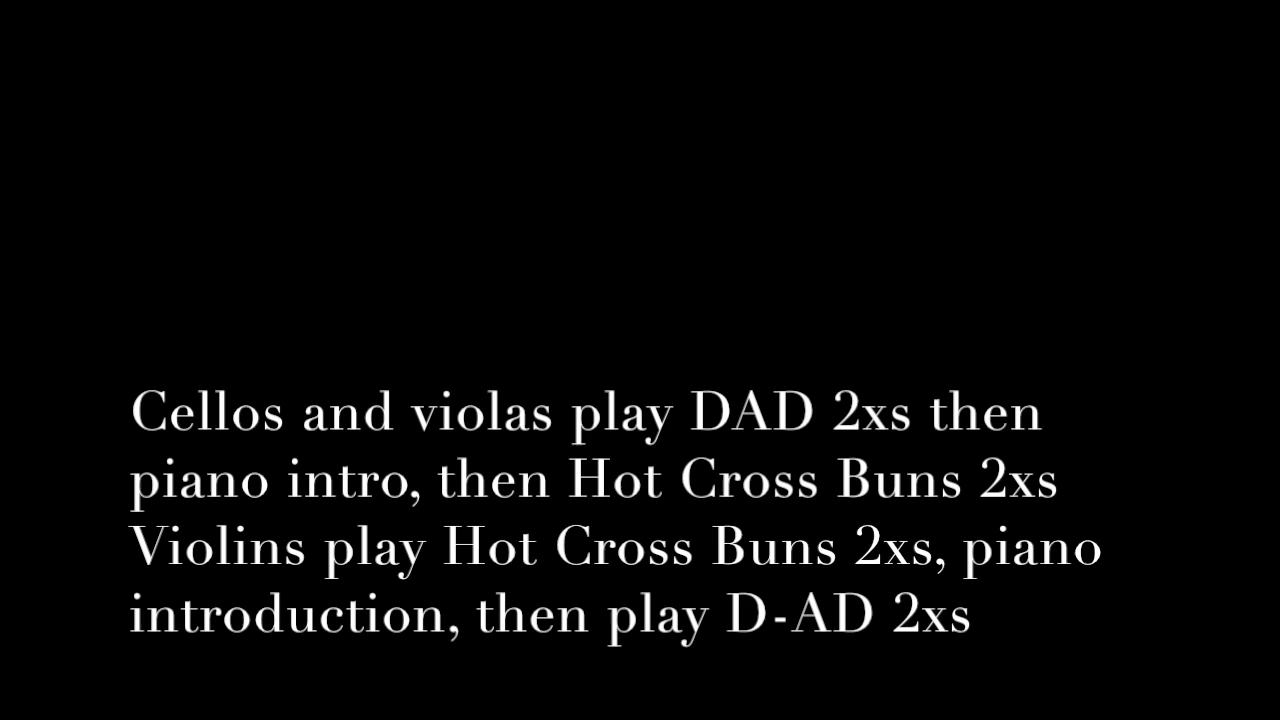 Cellos and violas play DAD 2xs then
piano intro, then Hot Cross Buns 2xs
Violins play Hot Cross Buns 2xs, piano
introduction, then play D-AD 2xs